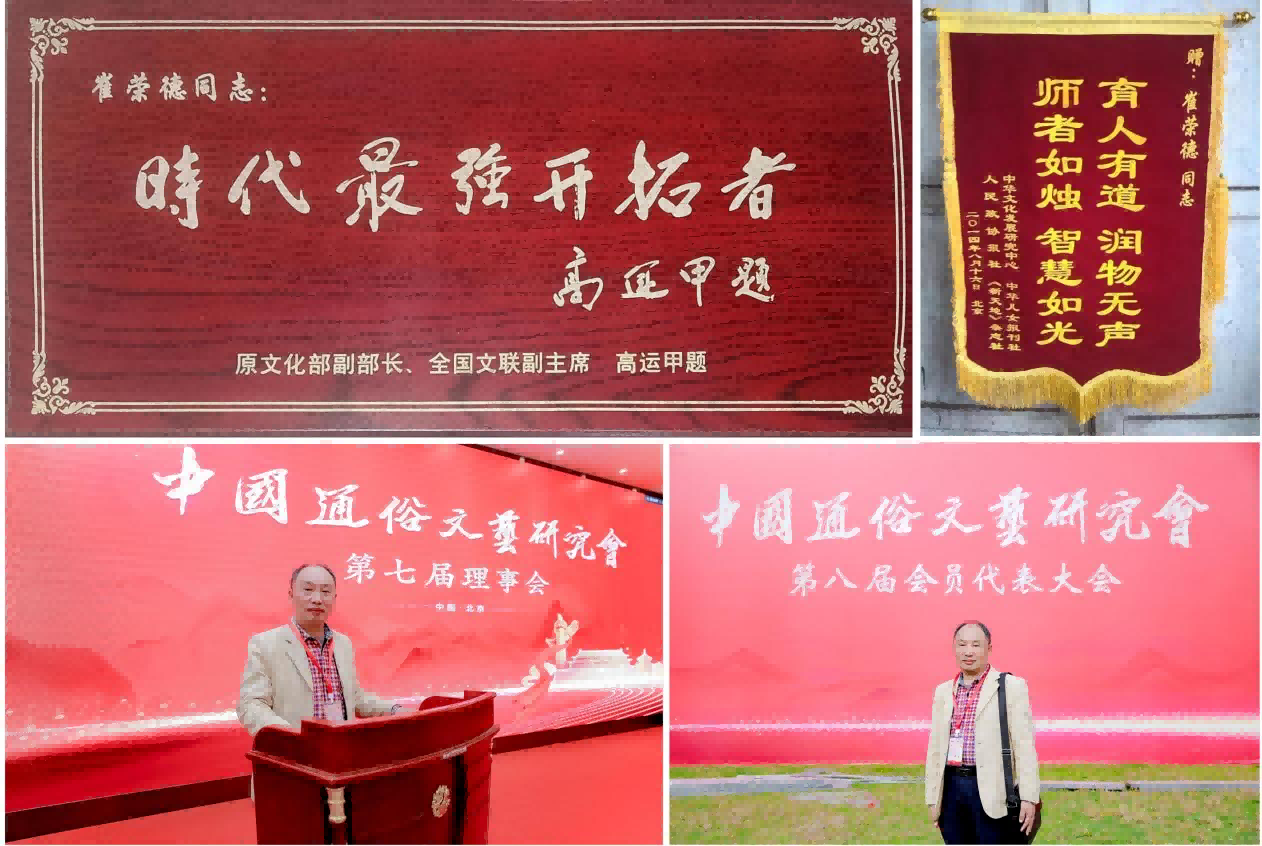 崔荣德同志：
時代最強开拓者
高运甲题
原文化部副部长、全国文联副主席 高运甲题
赠：崔荣德 同志
育人有道 润物无声
师者如烛 智慧如光
中华文化发展研究中心 中华儿女报刊社
人民政协报社 《新天地》杂志社
二〇一四年八月十六日 北京
中國通俗文藝研究會
第七届理事会
中国 北京
中國通俗文藝研究會
第八届会员代表大会